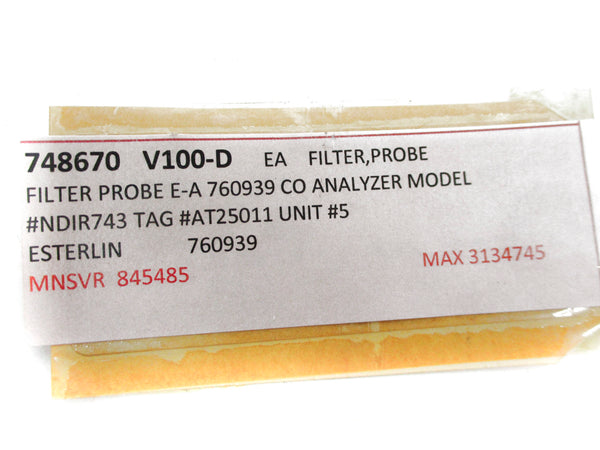 748670 V100-D EA FILTER,PROBE
FILTER PROBE E-A 760939 CO ANALYZER MODEL
#NDIR743 TAG #AT25011 UNIT #5
ESTERLIN 760939
MNSVR 845485 MAX 3134745